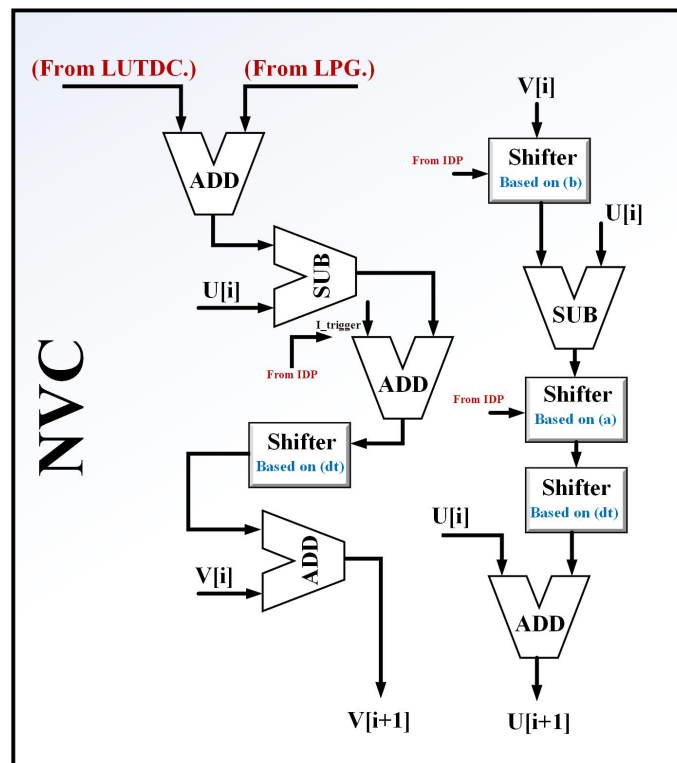 (From LUTDC.)
(From LPG.)
ADD
U[i]
SUB
I_trigger
From IDP
ADD
Shifter
Based on (dt)
V[i]
ADD
V[i+1]
V[i]
From IDP
Shifter
Based on (b)
U[i]
SUB
From IDP
Shifter
Based on (a)
Shifter
Based on (dt)
U[i]
ADD
U[i+1]
NVC